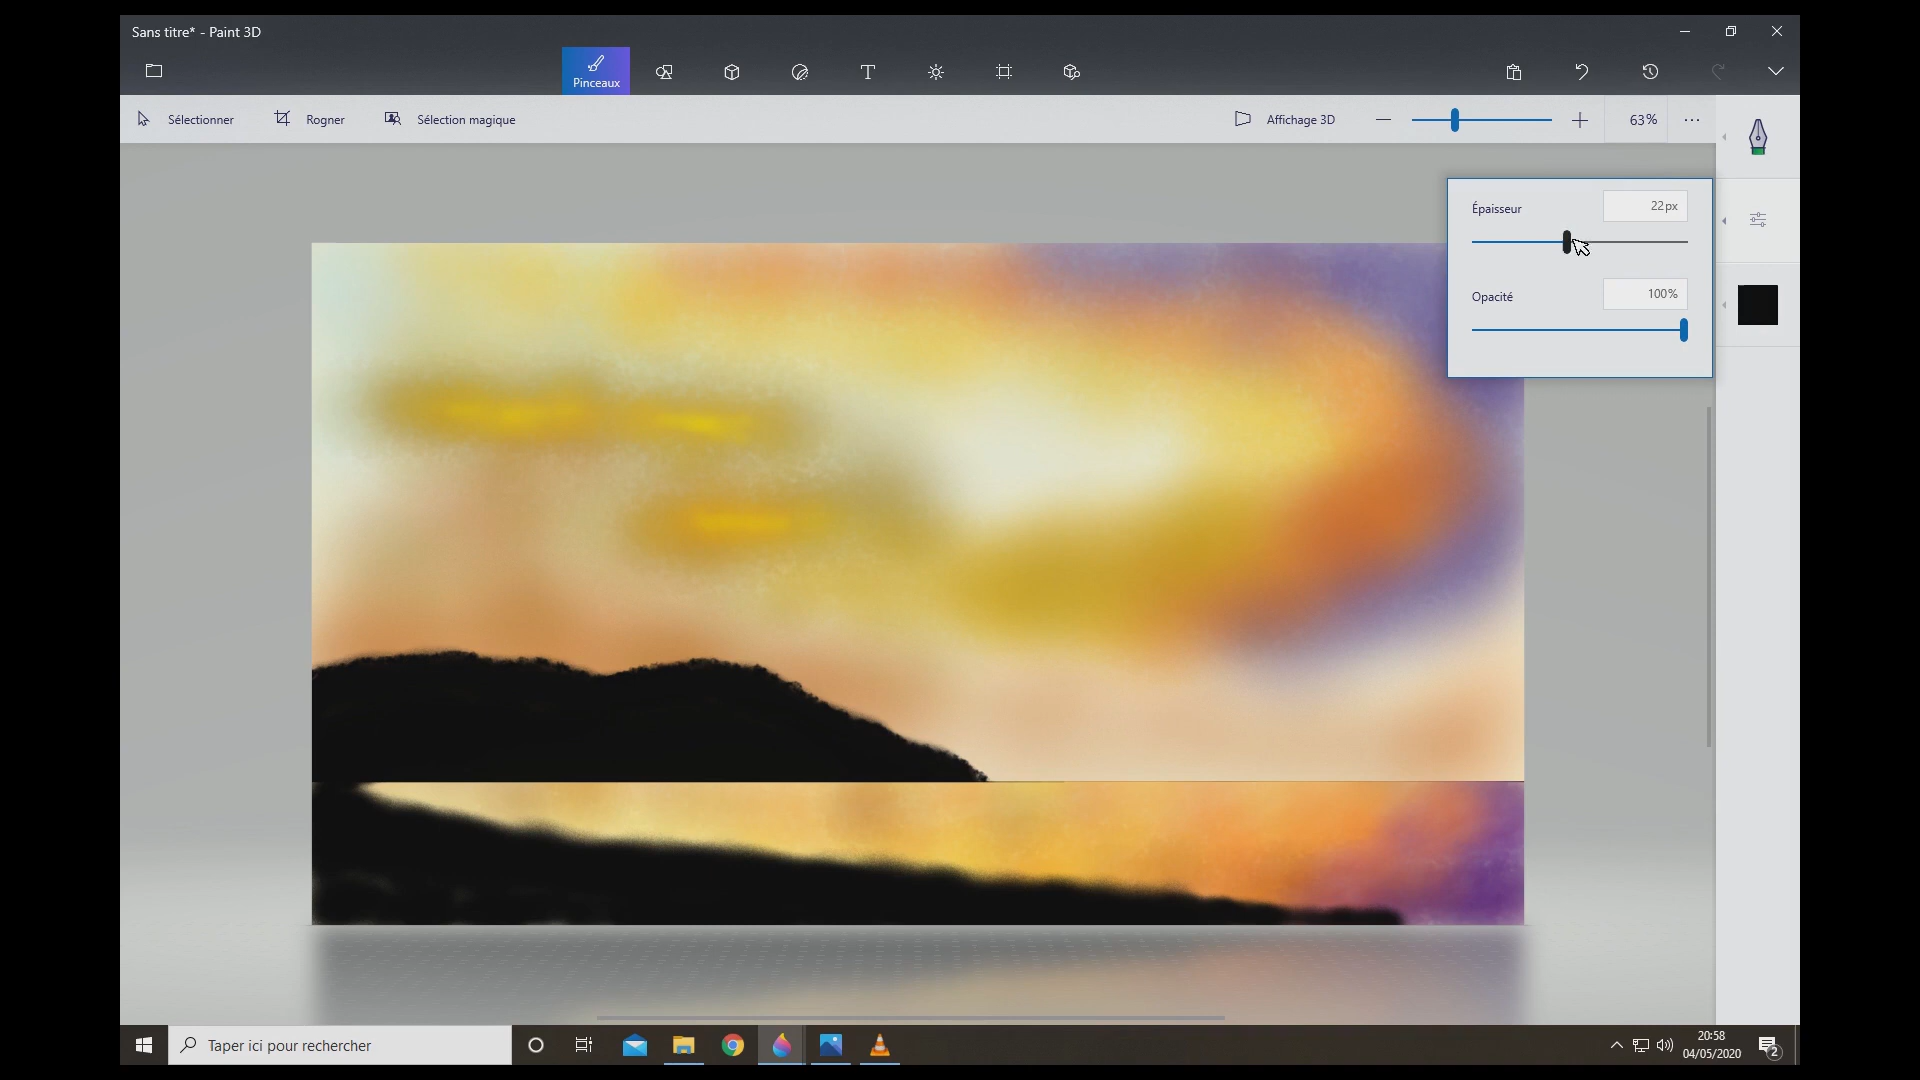 Sans titre* - Paint 3D
Pinceaux
Sélectionner
Rogner
Sélection magique
Affichage 3D
63%
Épaisseur
22px
Opacité
100%
Taper ici pour rechercher
20:58
04/05/2020
2